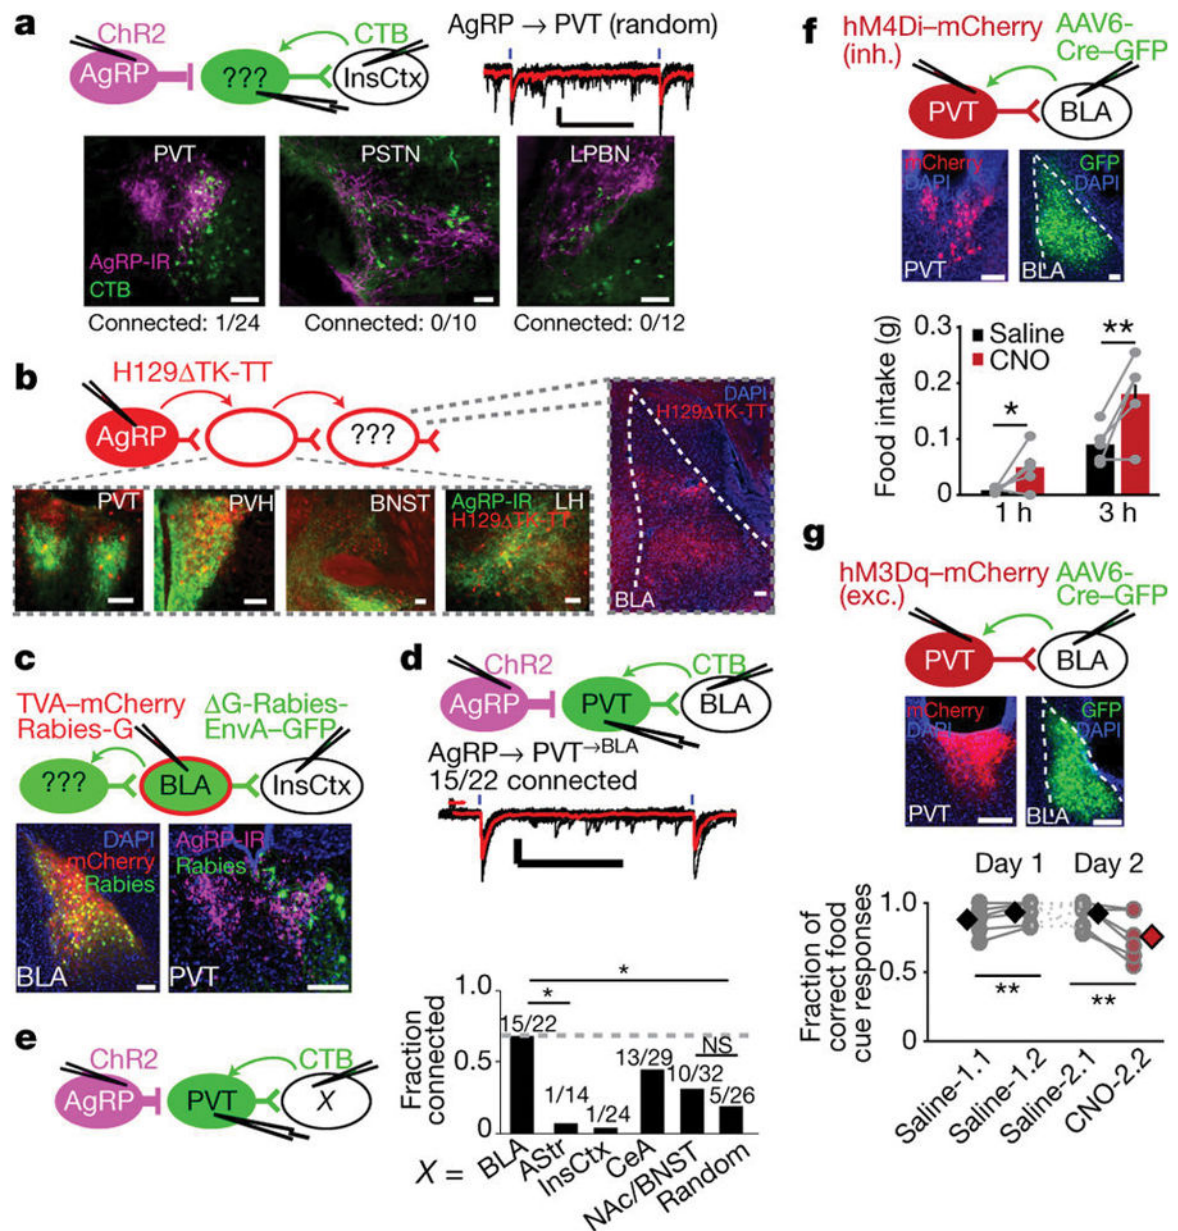 a
ChR2
CTB
AgRP
???
InsCtx
AgRP → PVT (random)
PVT
AgRP-IR
CTB
PSTN
LPBN
Connected: 1/24
Connected: 0/10
Connected: 0/12
b
H129ΔTK-TT
AgRP
???
PVT
PVH
BNST
AgRP-IR
LH
H129ΔTK-TT
DAPI
H129ΔTK-TT
BLA
c
TVA–mCherry
Rabies-G
ΔG-Rabies-
EnvA–GFP
???
BLA
InsCtx
DAPI
mCherry
Rabies
BLA
AgRP-IR
Rabies
PVT
d
ChR2
CTB
AgRP
PVT
BLA
AgRP→ PVT→BLA
15/22 connected
e
ChR2
CTB
AgRP
PVT
X
Fraction
connected
1.0
0.5
0
*
*
NS
15/22
1/14
1/24
13/29
10/32
5/26
X =
BLA
AStr
InsCtx
CeA
NAc/BNST
Random
f
hM4Di–mCherry
(inh.)
AAV6-
Cre–GFP
PVT
BLA
mCherry
DAPI
PVT
GFP
DAPI
BLA
Food intake (g)
0.3
0.2
0.1
0
Saline
CNO
*
**
1 h
3 h
g
hM3Dq–mCherry
(exc.)
AAV6-
Cre–GFP
PVT
BLA
mCherry
DAPI
PVT
GFP
DAPI
BLA
Day 1
Day 2
Fraction of
correct food
cue responses
1.0
0.5
0
**
**
Saline-1.1
Saline-1.2
Saline-2.1
CNO-2.2